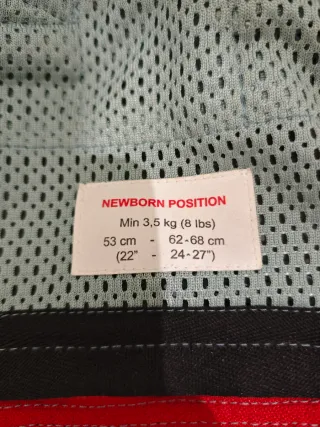 NEWBORN POSITION
Min 3,5 kg (8 lbs)
53 cm - 62-68 cm
(22" - 24-27")